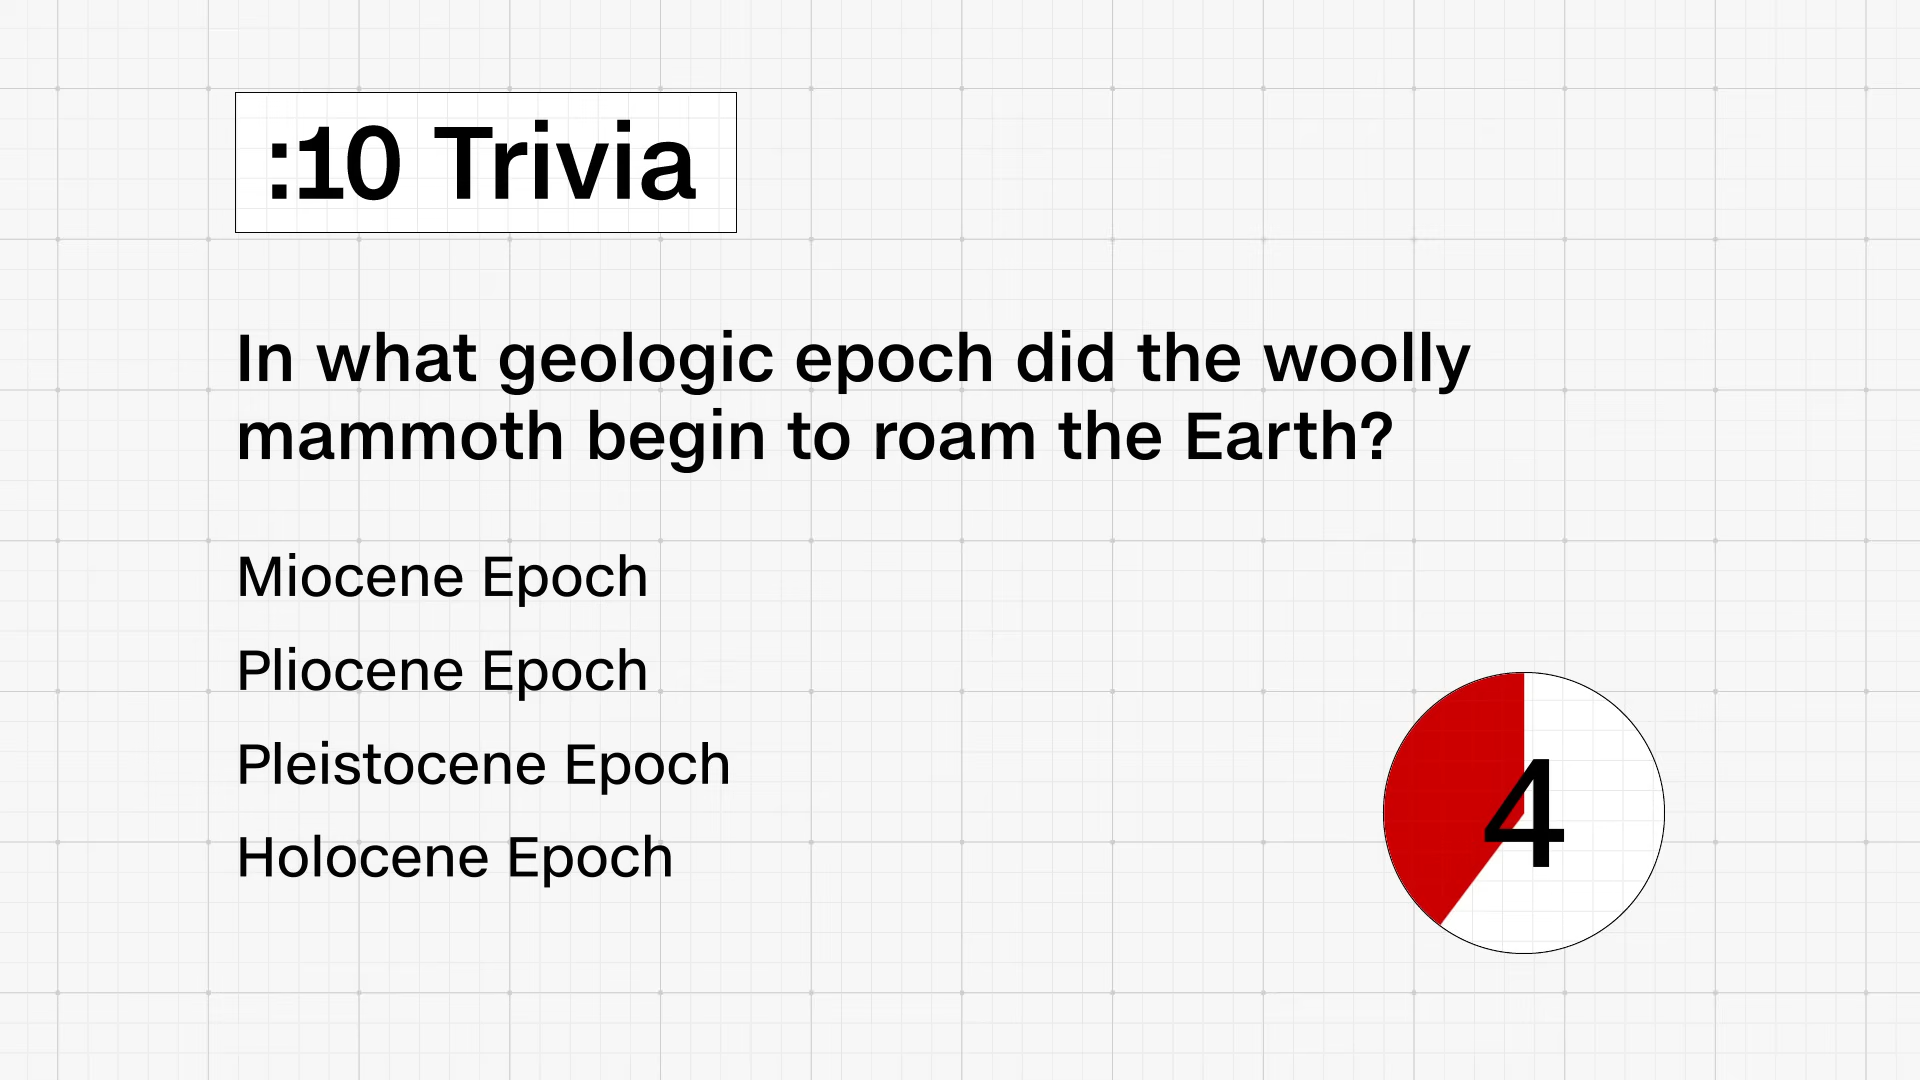 :10 Trivia
In what geologic epoch did the woolly
mammoth begin to roam the Earth?
Miocene Epoch
Pliocene Epoch
Pleistocene Epoch
Holocene Epoch
4